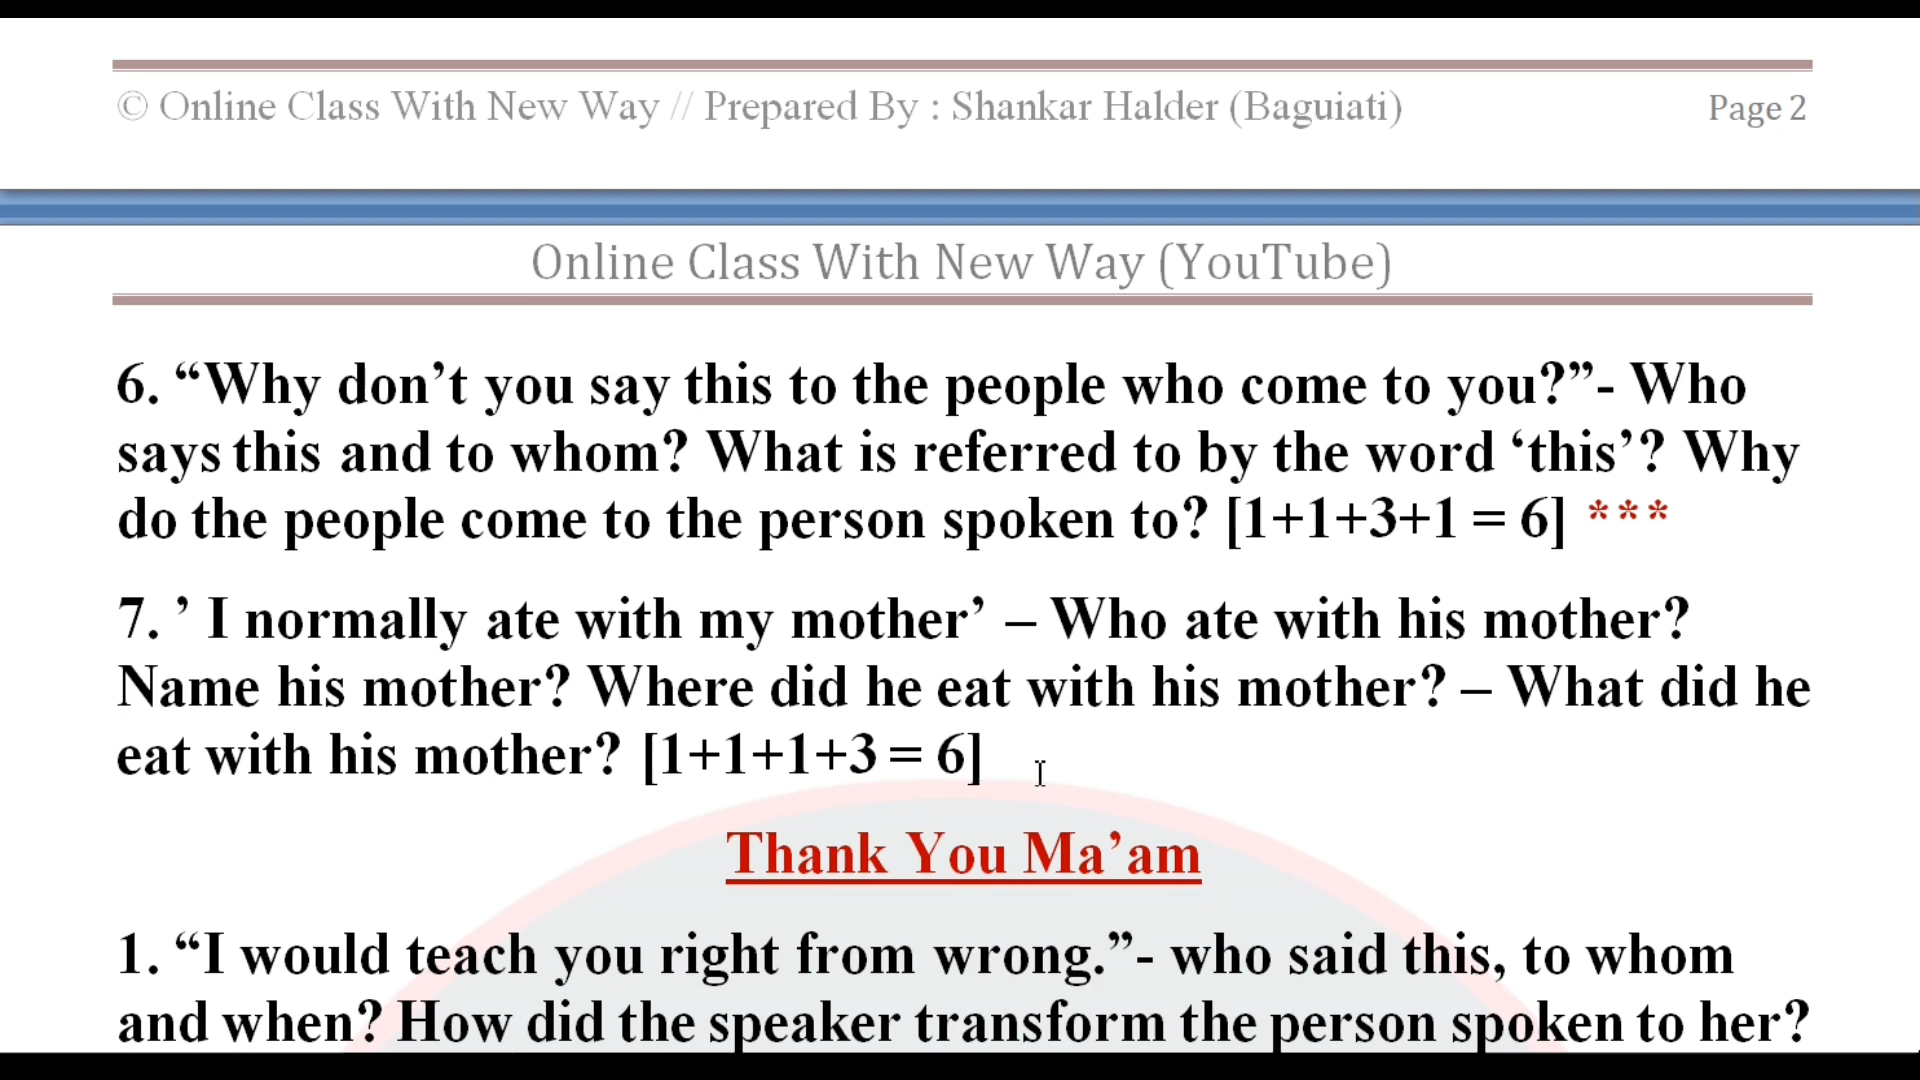 © Online Class With New Way // Prepared By : Shankar Halder (Baguiati) Page 2
Online Class With New Way (YouTube)
6. “Why don’t you say this to the people who come to you?”- Who
says this and to whom? What is referred to by the word ‘this’? Why
do the people come to the person spoken to? [1+1+3+1 = 6] ***
7. ’ I normally ate with my mother’ – Who ate with his mother?
Name his mother? Where did he eat with his mother? – What did he
eat with his mother? [1+1+1+3 = 6]
Thank You Ma’am
1. “I would teach you right from wrong.”- who said this, to whom
and when? How did the speaker transform the person spoken to her?